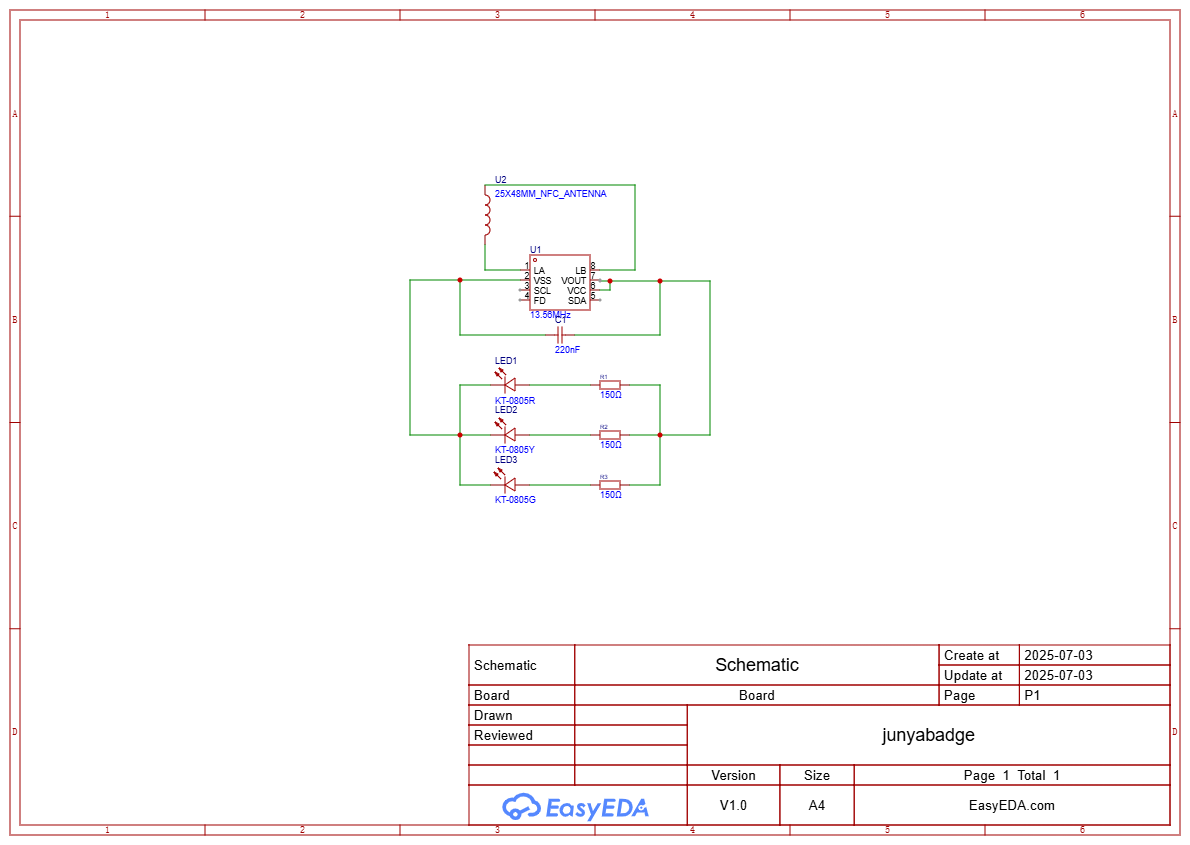 1 2 3 4 5 6
A A
U2
25X48MM_NFC_ANTENNA
U1
1 LA LB 8
2 VSS VOUT 7
3 SCL VCC 6
4 FD SDA 5
13.56MHz
C1
220nF
B B
LED1
R1
150Ω
KT-0805R
LED2
R2
150Ω
KT-0805Y
LED3
R3
150Ω
KT-0805G
C C
Schematic Schematic Create at 2025-07-03
Update at 2025-07-03
Board Board Page P1
Drawn
Reviewed
junyabadge
D D
Version Size Page 1 Total 1
EasyEDA V1.0 A4 EasyEDA.com
1 2 3 4 5 6